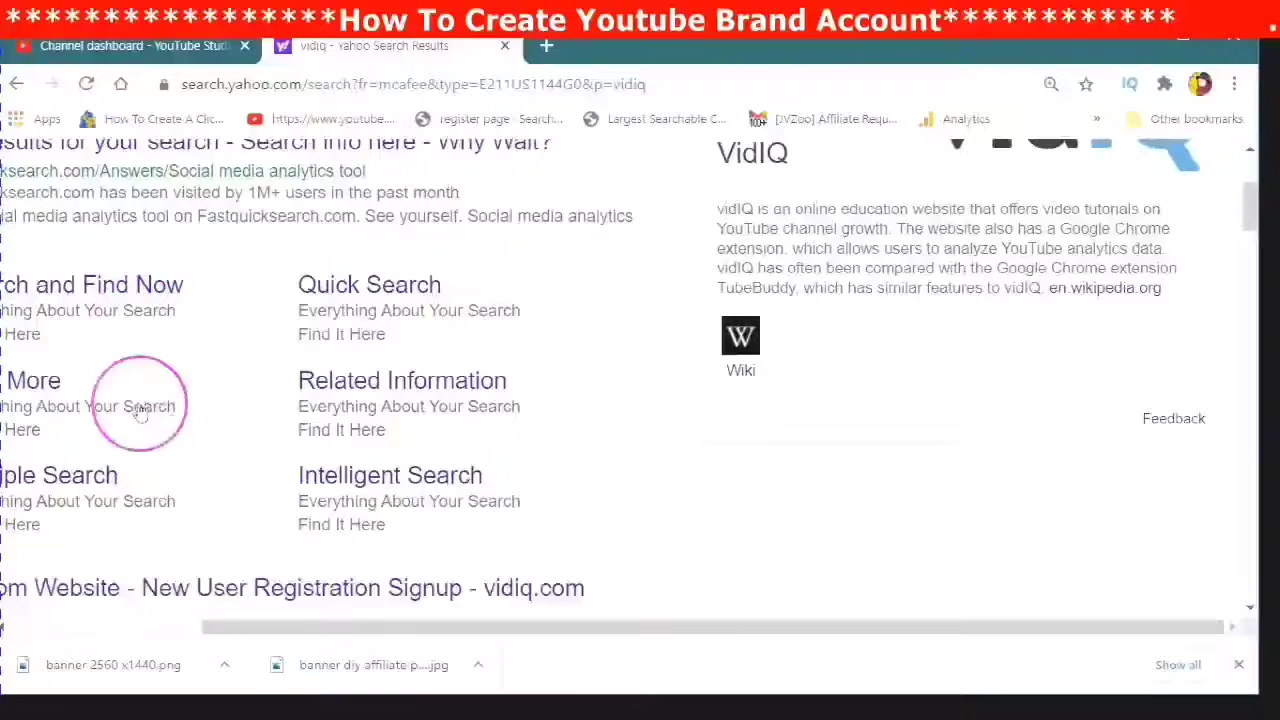 *****************How To Create Youtube Brand Account************ .
Channel dashboard - YouTube Stud
vidiq - Yahoo Search Results
search.yahoo.com/search?fr=mcafee&type=E211US1144G0&p=vidiq
IQ
Apps
How To Create A Clic...
https://www.youtube....
register page - Search...
Largest Searchable C...
100+
[JVZoo] Affiliate Requ...
Analytics
»
Other bookmarks
sults for your search - Search info here - Why Wait?
ksearch.com/Answers/Social media analytics tool
ksearch.com has been visited by 1M+ users in the past month
ial media analytics tool on Fastquicksearch.com. See yourself. Social media analytics
rch and Find Now
hing About Your Search
Here
Quick Search
Everything About Your Search
Find It Here
More
hing About Your Search
Here
Related Information
Everything About Your Search
Find It Here
ple Search
hing About Your Search
Here
Intelligent Search
Everything About Your Search
Find It Here
om Website - New User Registration Signup - vidiq.com
VidIQ
vidIQ is an online education website that offers video tutorials on
YouTube channel growth. The website also has a Google Chrome
extension, which allows users to analyze YouTube analytics data.
vidIQ has often been compared with the Google Chrome extension
TubeBuddy, which has similar features to vidIQ. en.wikipedia.org
W
Wiki
Feedback
banner 2560 x1440.png
banner diy affiliate p....jpg
Show all